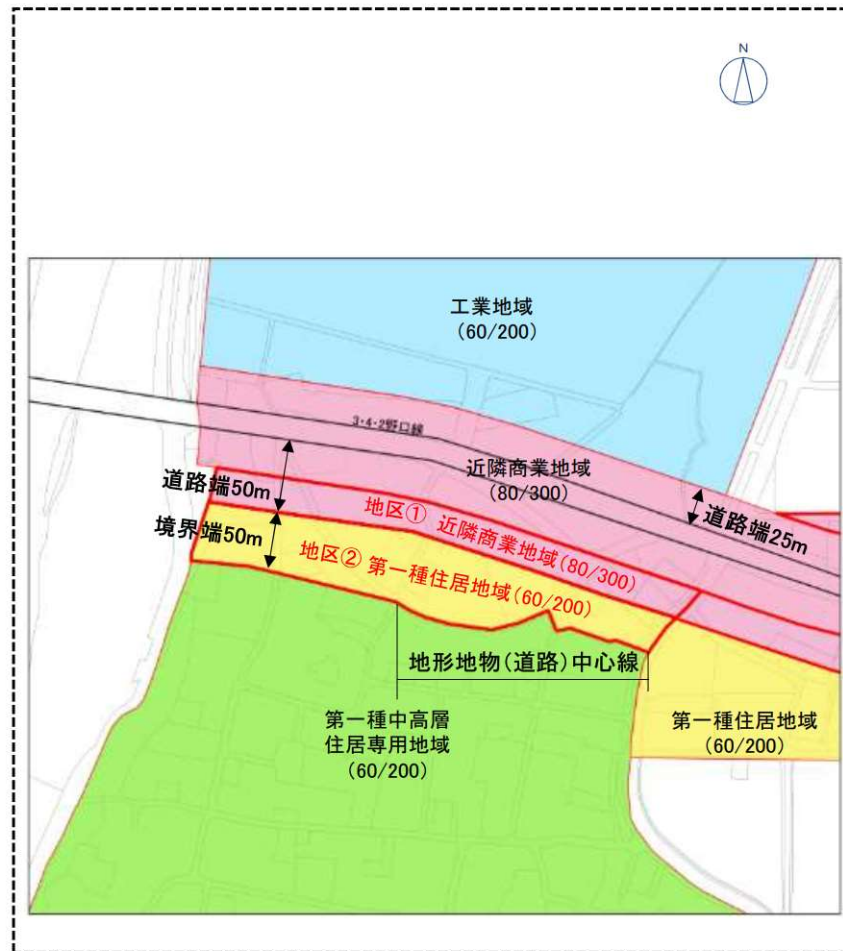 N
工業地域
(60/200)
3・4・2野口線
近隣商業地域
(80/300)
道路端50m
道路端25m
地区① 近隣商業地域(80/300)
境界端50m
地区② 第一種住居地域(60/200)
地形地物(道路)中心線
第一種中高層
住居専用地域
(60/200)
第一種住居地域
(60/200)